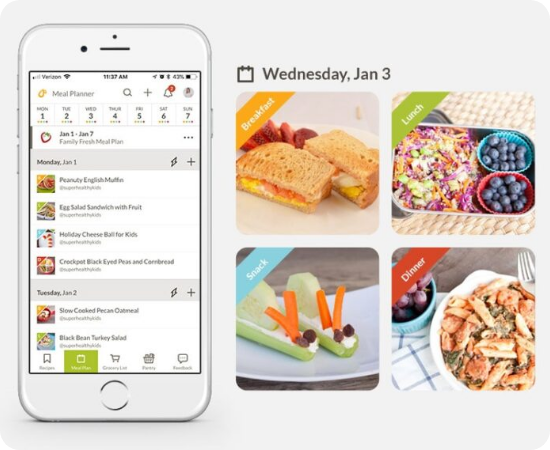 Verizon
11:37 AM
43%
Meal Planner
2
MON TUE WED THUR FRI SAT SUN
1 2 3 4 5 6 7
Jan 1 - Jan 7
Family Fresh Meal Plan
Monday, Jan 1
Peanuty English Muffin
@superhealthykids
Egg Salad Sandwich with Fruit
@superhealthykids
Holiday Cheese Ball for Kids
@superhealthykids
Crockpot Black Eyed Peas and Cornbread
@superhealthykids
Tuesday, Jan 2
Slow Cooked Pecan Oatmeal
@superhealthykids
Black Bean Turkey Salad
@superhealthykids
Recipes Meal Plan Grocery List Pantry Feedback
Wednesday, Jan 3
Breakfast
Lunch
Snack
Dinner